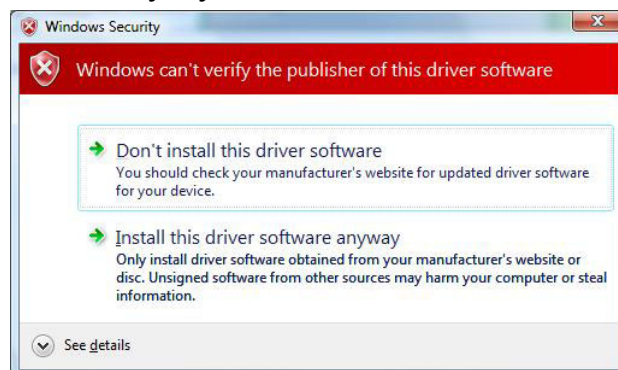 Windows Security
Windows can't verify the publisher of this driver software
Don't install this driver software
You should check your manufacturer's website for updated driver software
for your device.
Install this driver software anyway
Only install driver software obtained from your manufacturer's website or
disc. Unsigned software from other sources may harm your computer or steal
information.
See details